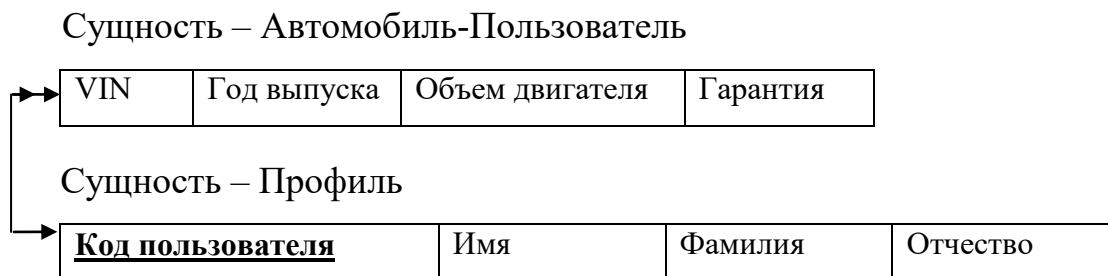 Сущность – Автомобиль-Пользователь
VIN Год выпуска Объем двигателя Гарантия
Сущность – Профиль
Код пользователя Имя Фамилия Отчество